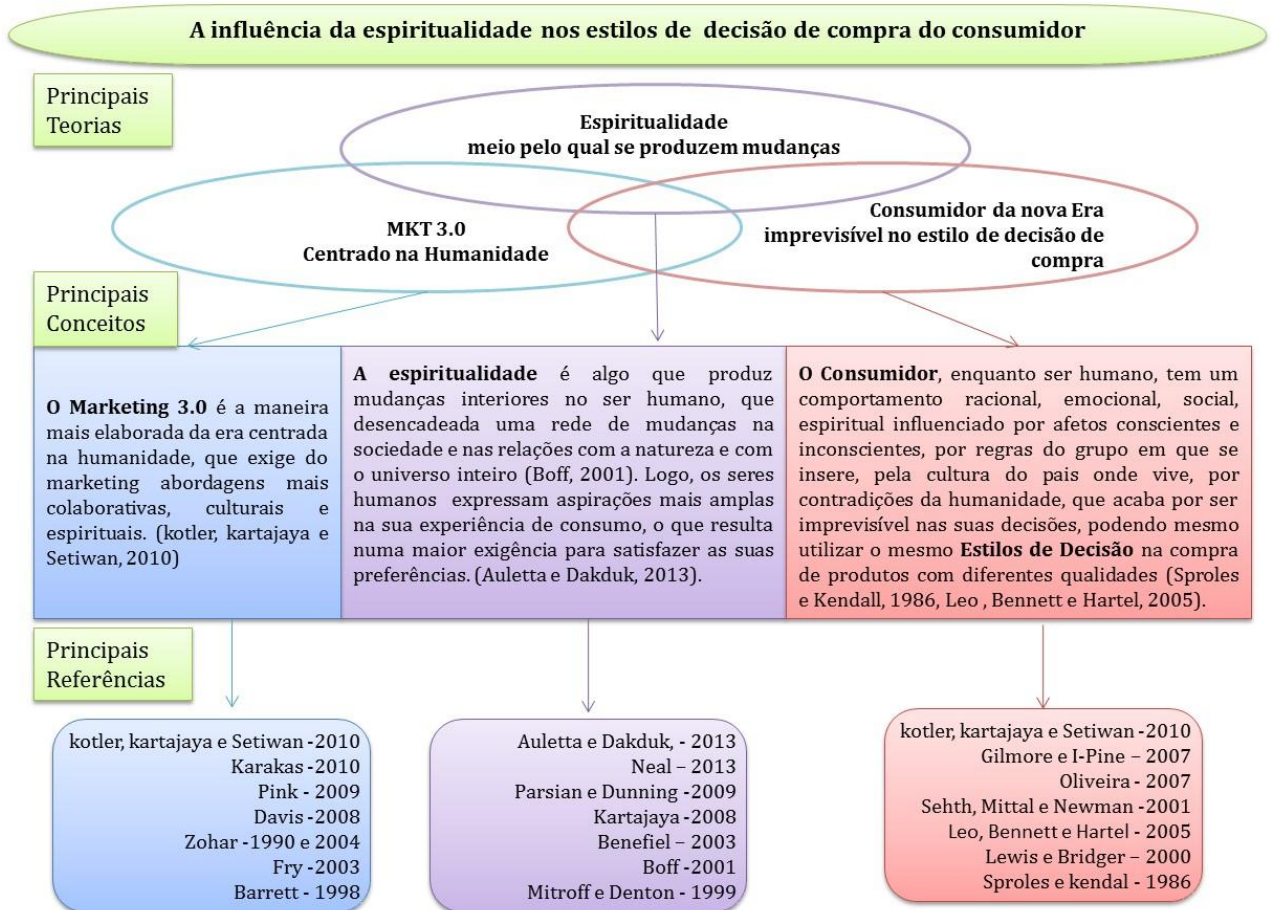 A influência da espiritualidade nos estilos de decisão de compra do consumidor
Principais
Teorias
Espiritualidade
meio pelo qual se produzem mudanças
MKT 3.0
Centrado na Humanidade
Consumidor da nova Era
imprevisível no estilo de decisão de
compra
Principais
Conceitos
O Marketing 3.0 é a maneira
mais elaborada da era centrada
na humanidade, que exige do
marketing abordagens mais
colaborativas, culturais e
espirituais. (kotler, kartajaya e
Setiwan, 2010)
A espiritualidade é algo que produz
mudanças interiores no ser humano, que
desencadeada uma rede de mudanças na
sociedade e nas relações com a natureza e com
o universo inteiro (Boff, 2001). Logo, os seres
humanos expressam aspirações mais amplas
na sua experiência de consumo, o que resulta
numa maior exigência para satisfazer as suas
preferências. (Auletta e Dakduk, 2013).
O Consumidor, enquanto ser humano, tem um
comportamento racional, emocional, social,
espiritual influenciado por afetos conscientes e
inconscientes, por regras do grupo em que se
insere, pela cultura do pais onde vive, por
contradições da humanidade, que acaba por ser
imprevisível nas suas decisões, podendo mesmo
utilizar o mesmo Estilos de Decisão na compra
de produtos com diferentes qualidades (Sproles
e Kendall, 1986, Leo , Bennett e Hartel, 2005).
Principais
Referências
kotler, kartajaya e Setiwan -2010
Karakas -2010
Pink - 2009
Davis -2008
Zohar -1990 e 2004
Fry -2003
Barrett - 1998
Auletta e Dakduk, - 2013
Neal – 2013
Parsian e Dunning -2009
Kartajaya - 2008
Benefiel – 2003
Boff -2001
Mitroff e Denton - 1999
kotler, kartajaya e Setiwan -2010
Gilmore e I-Pine – 2007
Oliveira - 2007
Sehth, Mittal e Newman -2001
Leo, Bennett e Hartel - 2005
Lewis e Bridger – 2000
Sproles e kendal - 1986